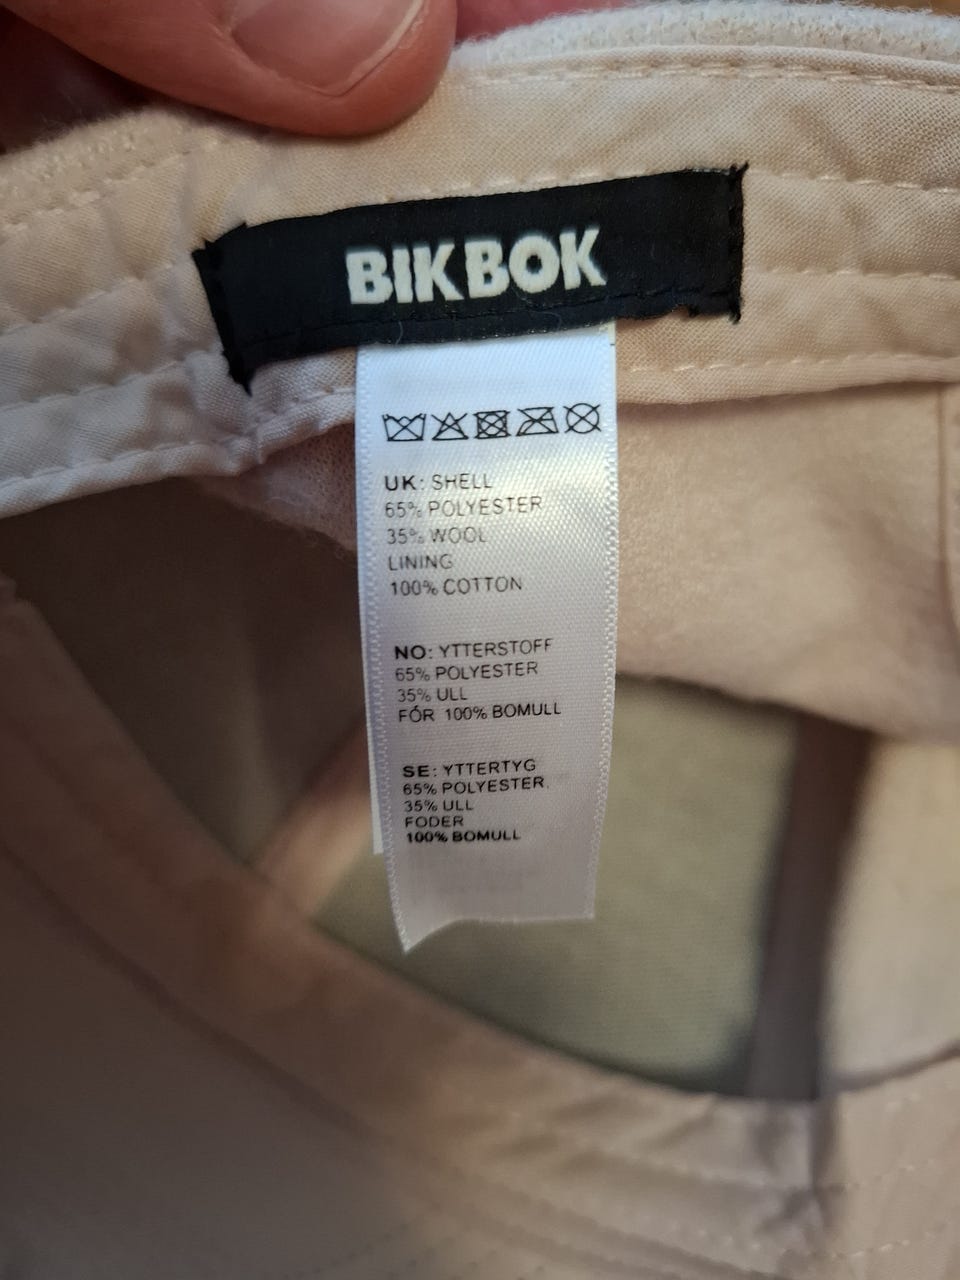 BIK BOK
UK: SHELL
65% POLYESTER
35% WOOL
LINING
100% COTTON
NO: YTTERSTOFF
65% POLYESTER
35% ULL
FÓR 100% BOMULL
SE: YTTERTYG
65% POLYESTER.
35% ULL
FODER
100% BOMULL